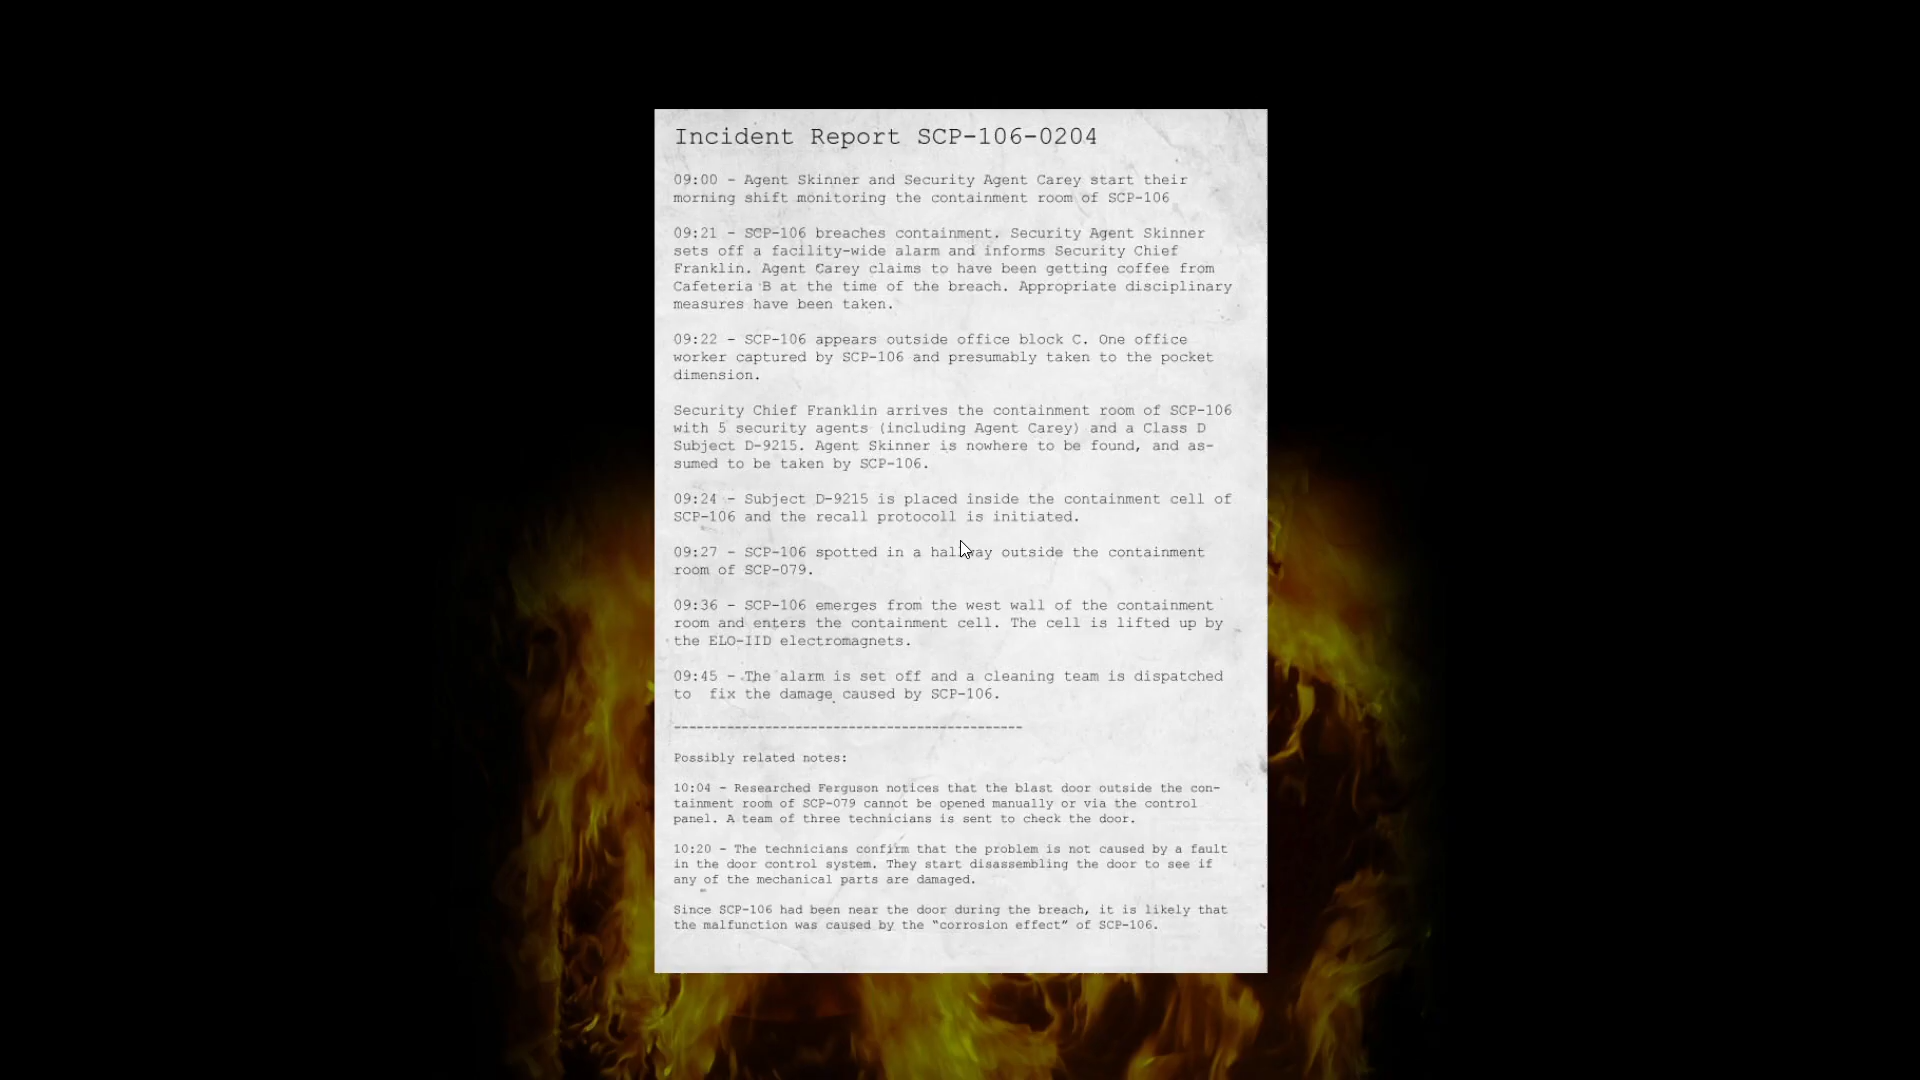 Incident Report SCP-106-0204
09:00 - Agent Skinner and Security Agent Carey start their
morning shift monitoring the containment room of SCP-106
09:21 - SCP-106 breaches containment. Security Agent Skinner
sets off a facility-wide alarm and informs Security Chief
Franklin. Agent Carey claims to have been getting coffee from
Cafeteria B at the time of the breach. Appropriate disciplinary
measures have been taken.
09:22 - SCP-106 appears outside office block C. One office
worker captured by SCP-106 and presumably taken to the pocket
dimension.
Security Chief Franklin arrives the containment room of SCP-106
with 5 security agents (including Agent Carey) and a Class D
Subject D-9215. Agent Skinner is nowhere to be found, and as-
sumed to be taken by SCP-106.
09:24 - Subject D-9215 is placed inside the containment cell of
SCP-106 and the recall protocoll is initiated.
09:27 - SCP-106 spotted in a hallway outside the containment
room of SCP-079.
09:36 - SCP-106 emerges from the west wall of the containment
room and enters the containment cell. The cell is lifted up by
the ELO-IID electromagnets.
09:45 - The alarm is set off and a cleaning team is dispatched
to fix the damage caused by SCP-106.
--------------------------------------------
Possibly related notes:
10:04 - Researched Ferguson notices that the blast door outside the con-
tainment room of SCP-079 cannot be opened manually or via the control
panel. A team of three technicians is sent to check the door.
10:20 - The technicians confirm that the problem is not caused by a fault
in the door control system. They start disassembling the door to see if
any of the mechanical parts are damaged.
Since SCP-106 had been near the door during the breach, it is likely that
the malfunction was caused by the “corrosion effect” of SCP-106.